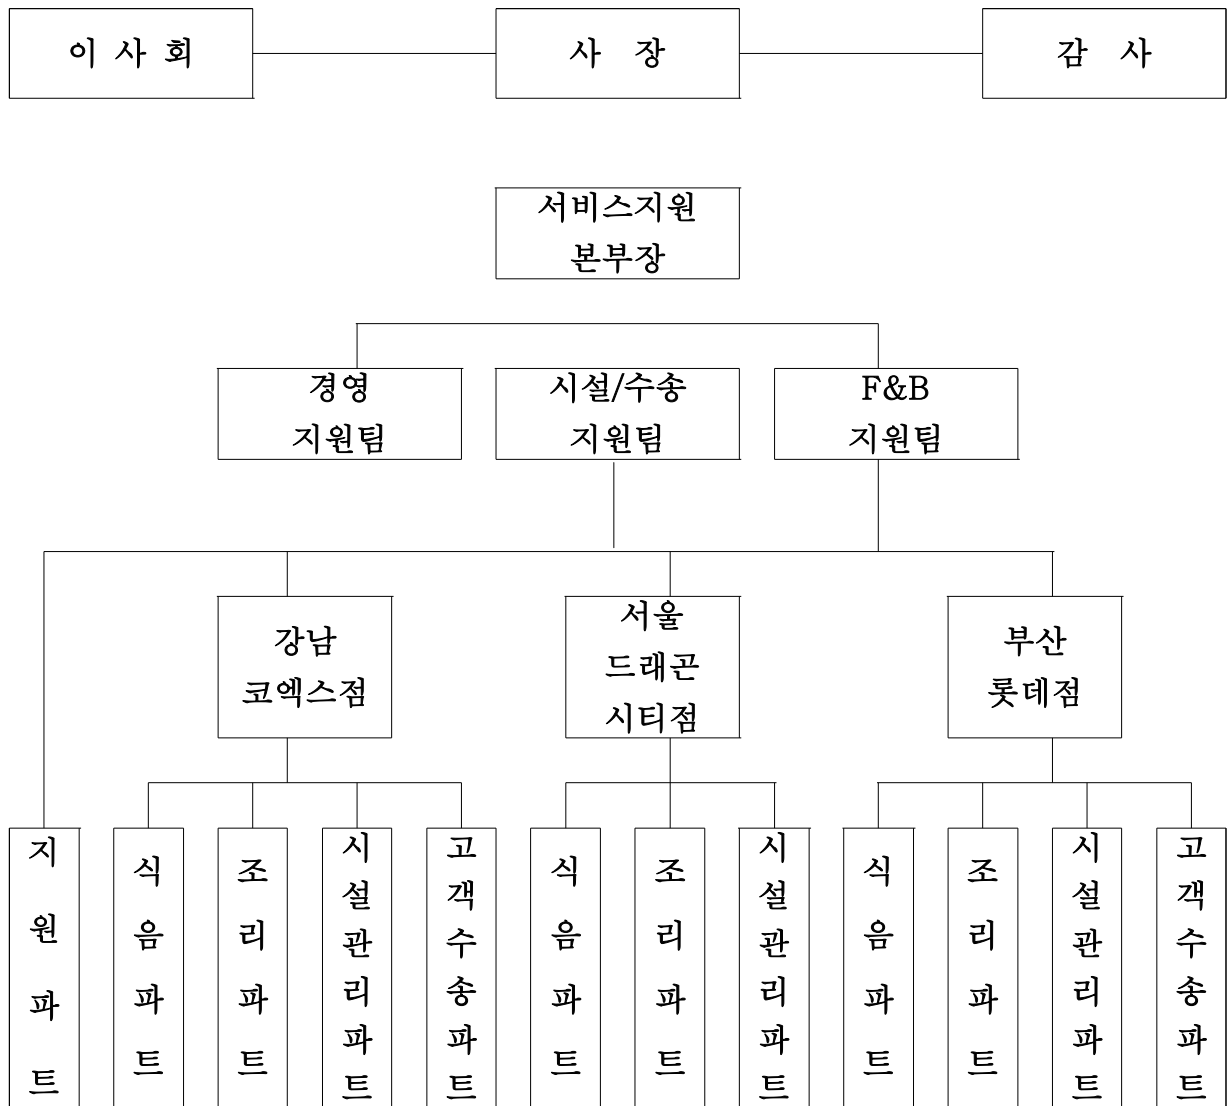 이 사 회
사 장
감 사
서비스지원
본부장
경영
지원팀
시설/수송
지원팀
F&B
지원팀
강남
코엑스점
서울
드래곤
시티점
부산
롯데점
지원파트
식음파트
조리파트
시설관리파트
고객수송파트
식음파트
조리파트
시설관리파트
식음파트
조리파트
시설관리파트
고객수송파트